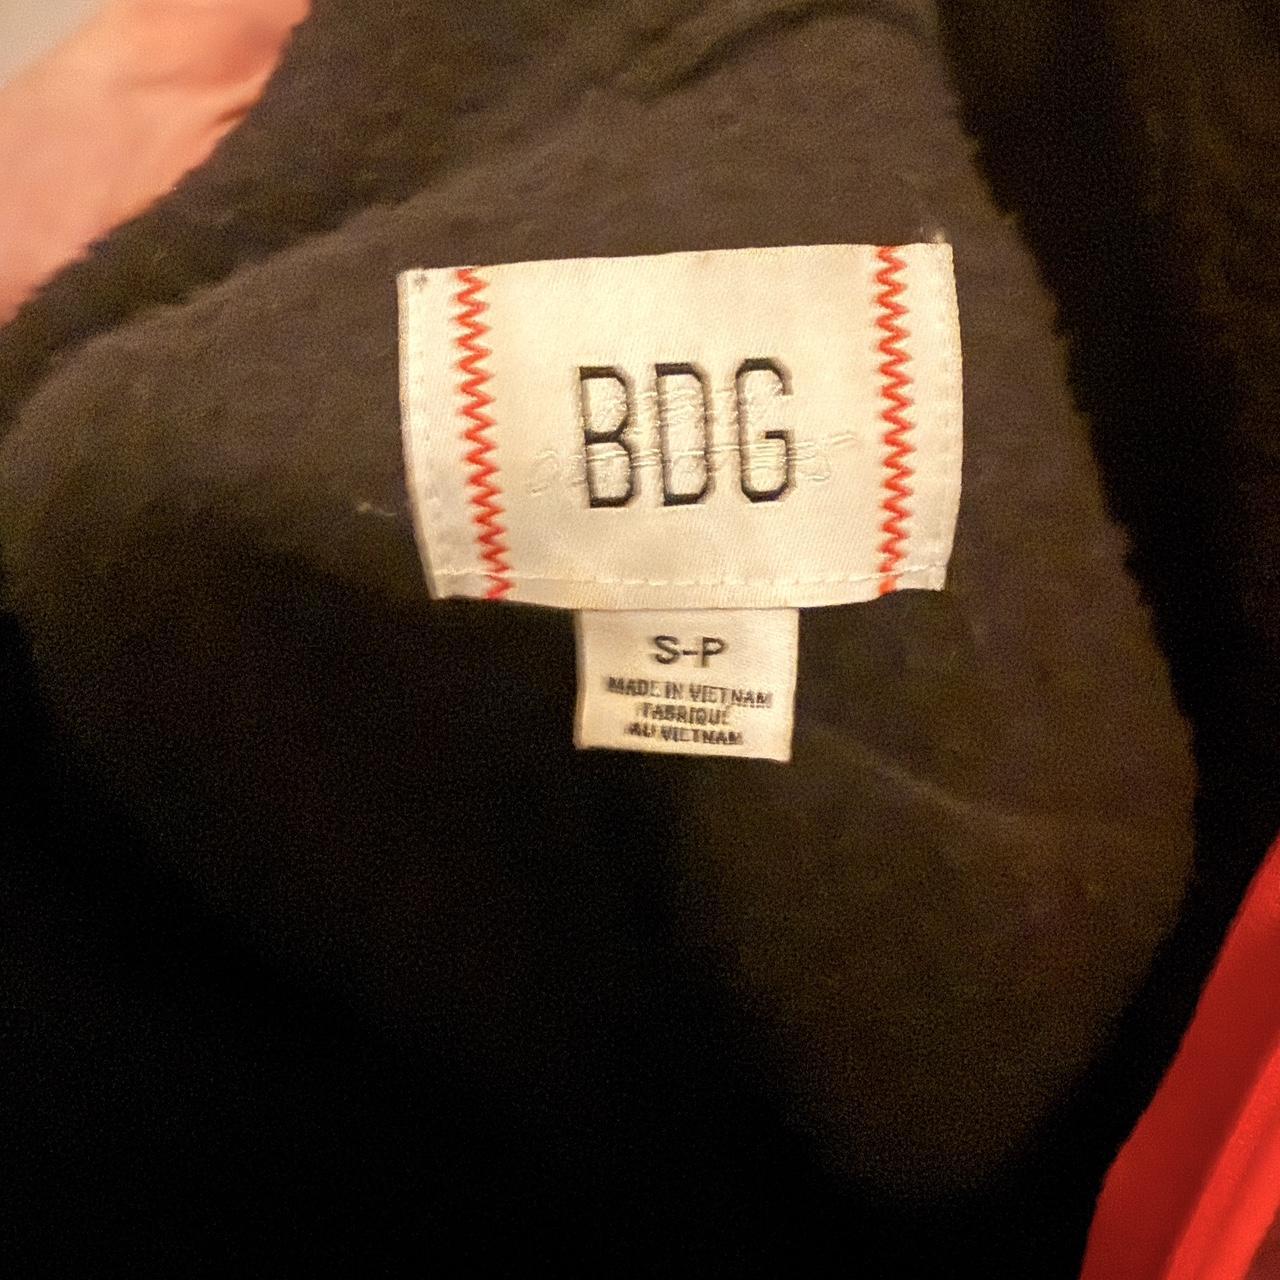 BDG
S-P
MADE IN VIETNAM
FABRIQUÉ
AU VIETNAM